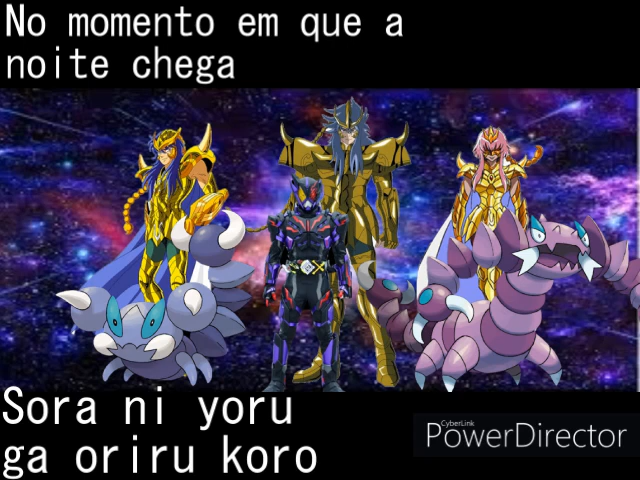 No momento em que a
noite chega
Sora ni yoru
ga oriru koro
CyberLink
PowerDirector